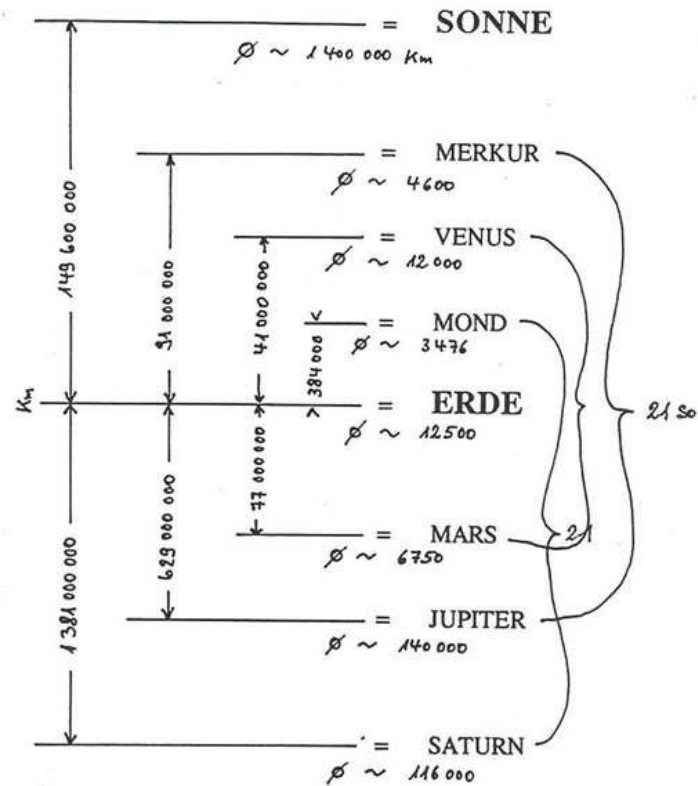 = SONNE
Ø ~ 1400 000 Km
= MERKUR
Ø ~ 4600
= VENUS
Ø ~ 12 000
= MOND
Ø ~ 3476
149 600 000
91 000 000
41 000 000
384 000
Km
= ERDE
Ø ~ 12500
21 So
1 381 000 000
629 000 000
77 000 000
= MARS
21
Ø ~ 6750
= JUPITER
Ø ~ 140 000
= SATURN
Ø ~ 116 000